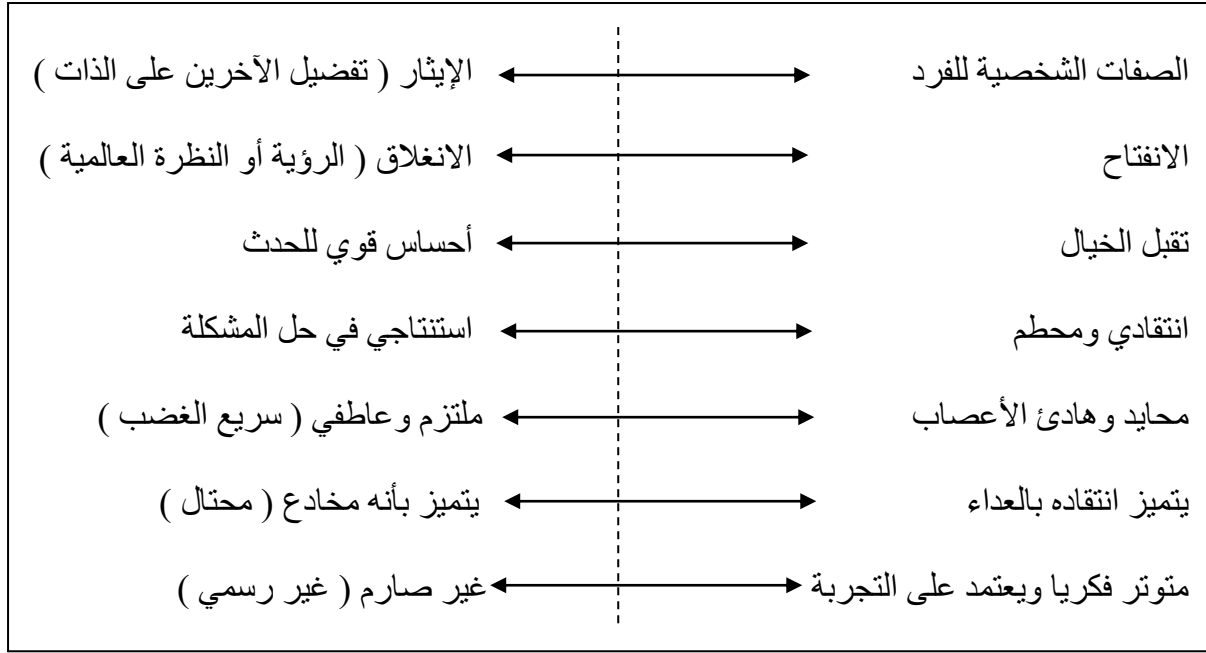 الصفات الشخصية للفرد الإيثار ( تفضيل الآخرين على الذات )
الانفتاح الانغلاق ( الرؤية أو النظرة العالمية )
تقبل الخيال أحساس قوي للحدث
انتقادي ومحطم استنتاجي في حل المشكلة
محايد وهادئ الأعصاب ملتزم وعاطفي ( سريع الغضب )
يتميز انتقاده بالعداء يتميز بأنه مخادع ( محتال )
متوتر فكريا ويعتمد على التجربة غير صارم ( غير رسمي )